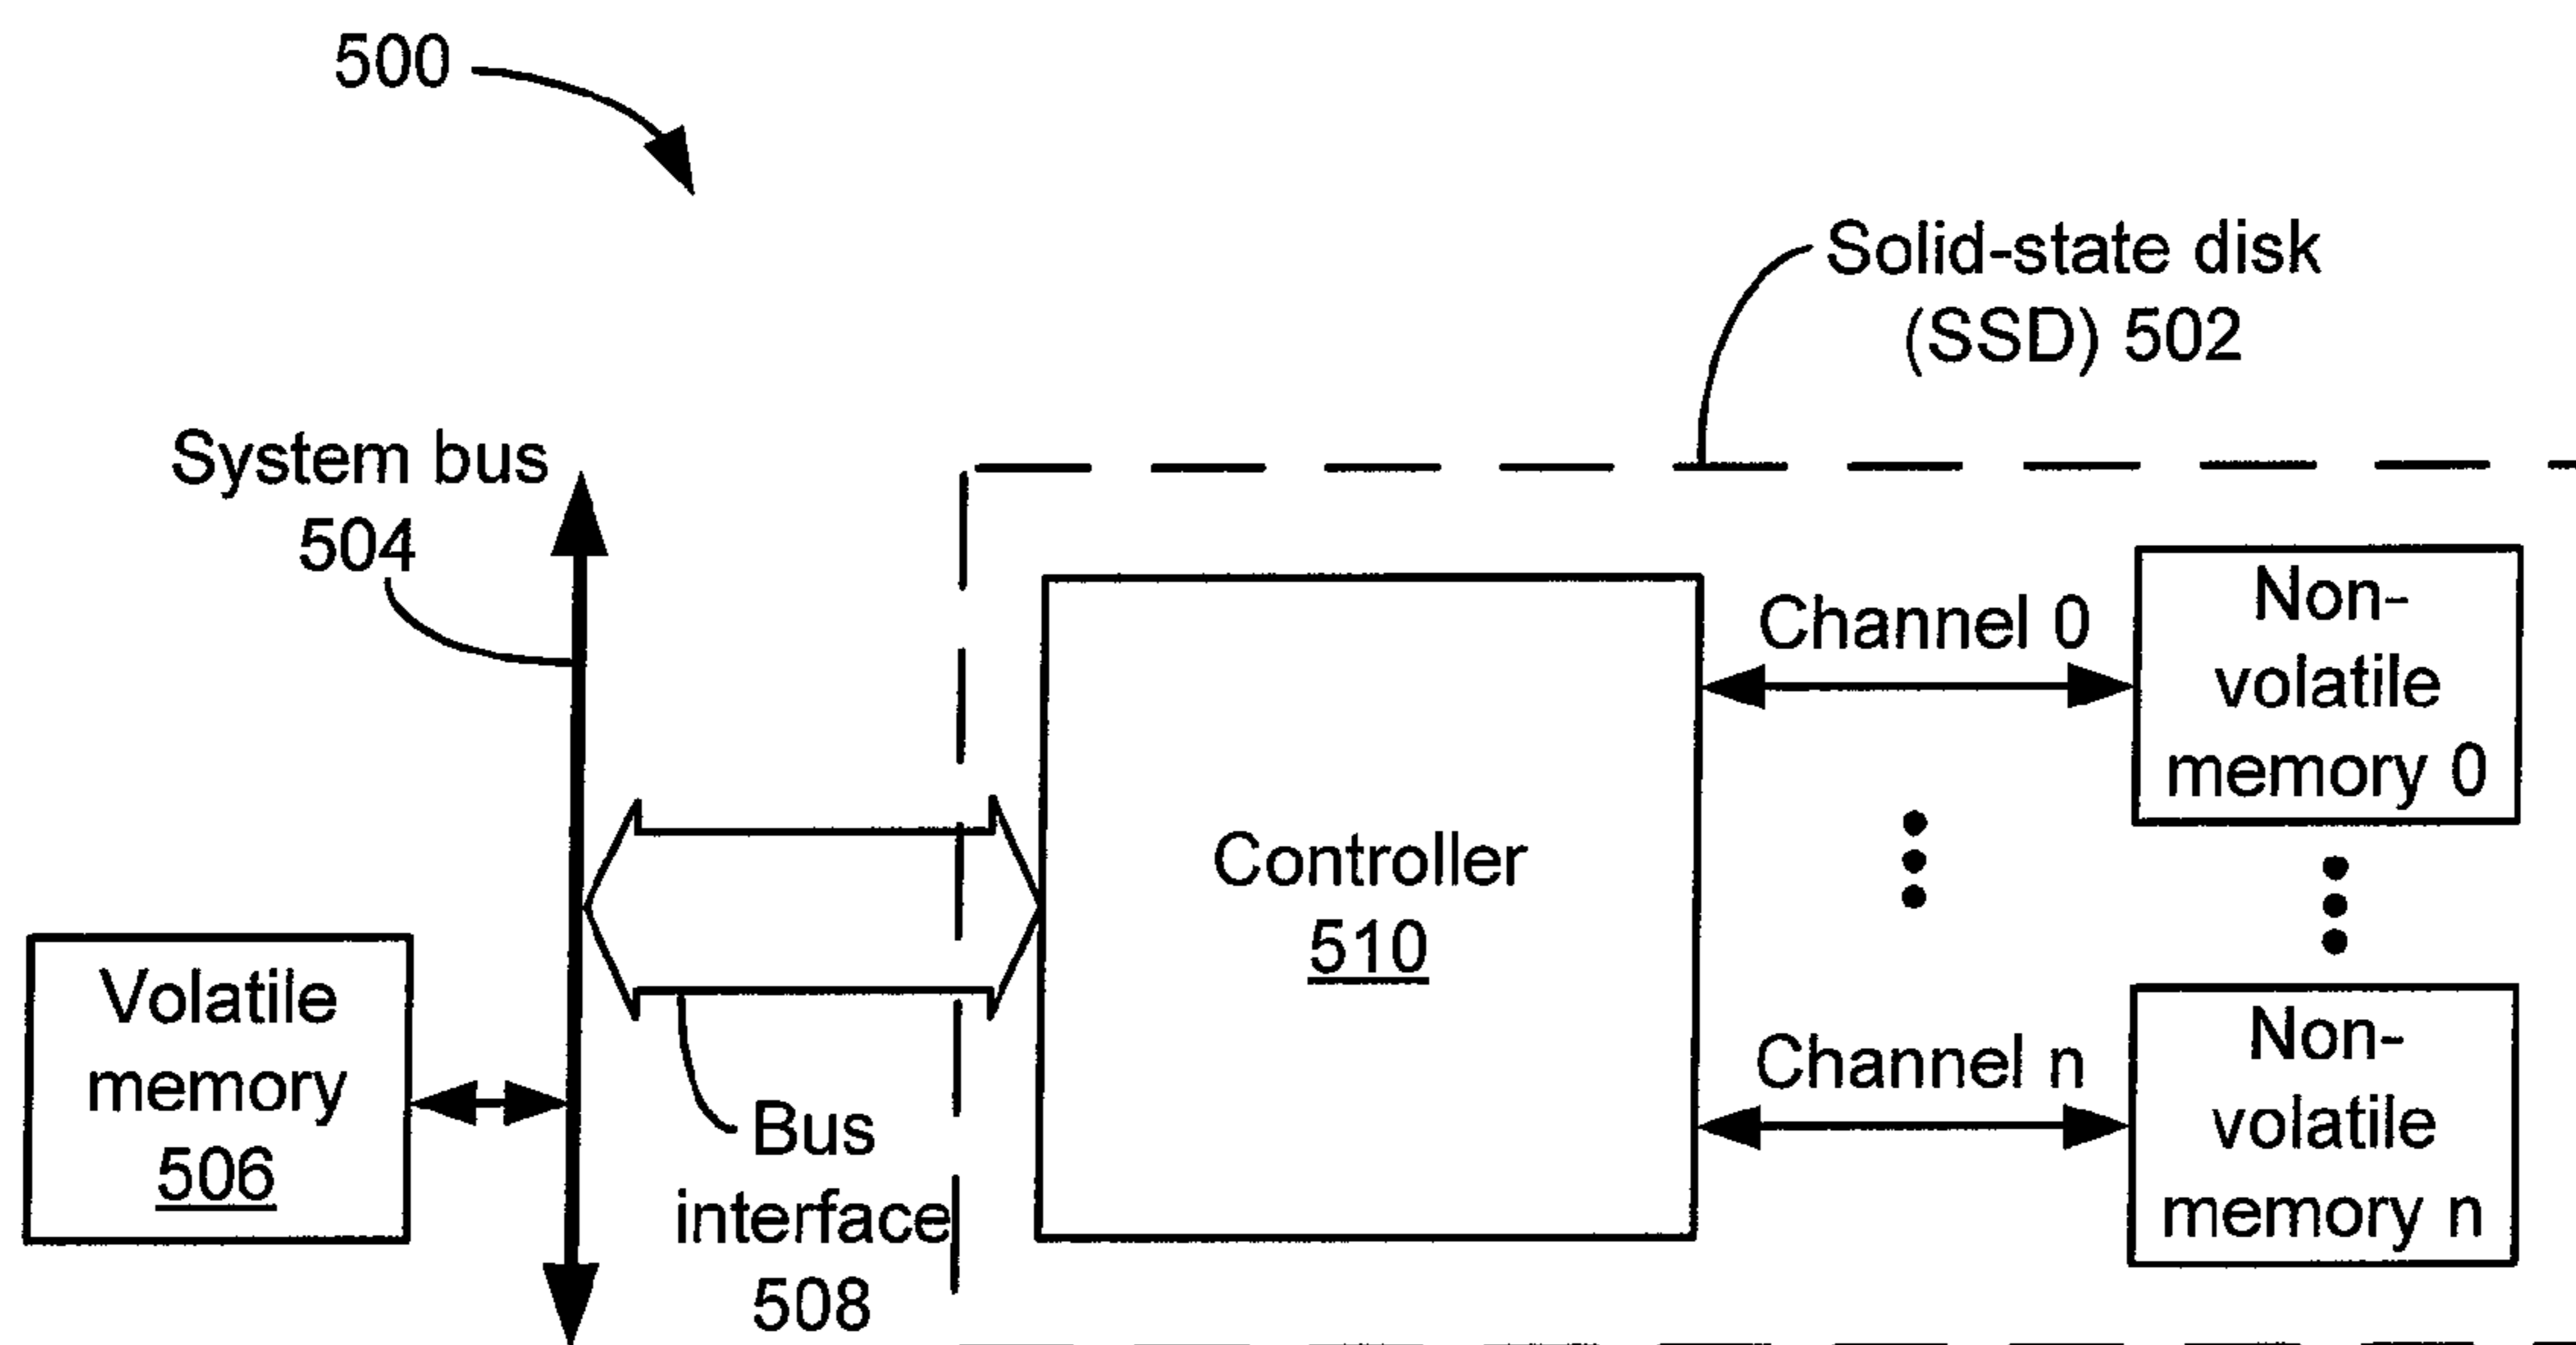 500
Solid-state disk
(SSD) 502
System bus
504
Channel 0
Non-
volatile
memory 0
Controller
510
Volatile
memory
506
Bus
interface
508
Channel n
Non-
volatile
memory n